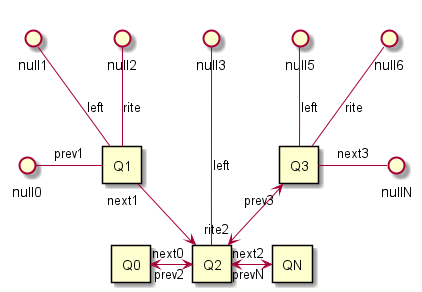 null1
null2
null3
null5
null6
left
rite
left
rite
prev1
next3
null0
Q1
Q3
nullN
left
next1
prev3
rite2
next0
next2
Q0
Q2
QN
prev2
prevN